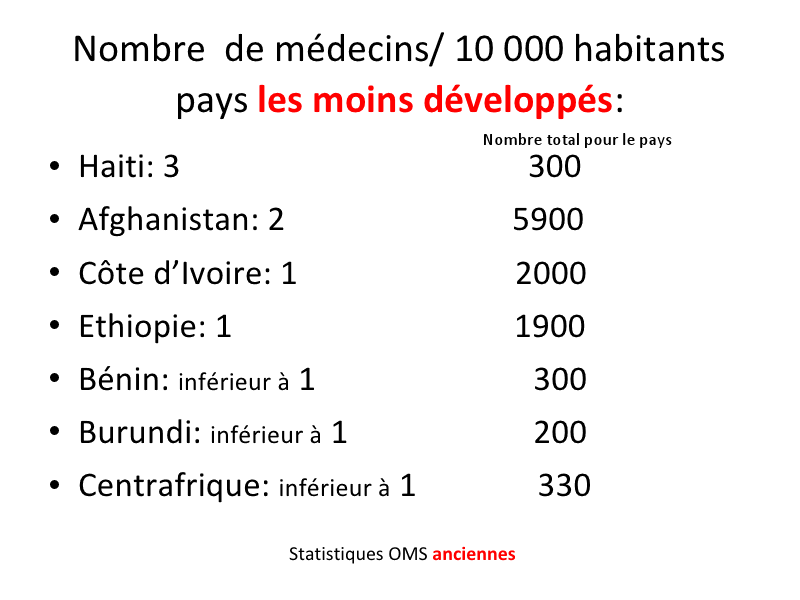 Nombre de médecins/ 10 000 habitants
pays les moins développés:
Nombre total pour le pays
• Haiti: 3 300
• Afghanistan: 2 5900
• Côte d’Ivoire: 1 2000
• Ethiopie: 1 1900
• Bénin: inférieur à 1 300
• Burundi: inférieur à 1 200
• Centrafrique: inférieur à 1 330
Statistiques OMS anciennes